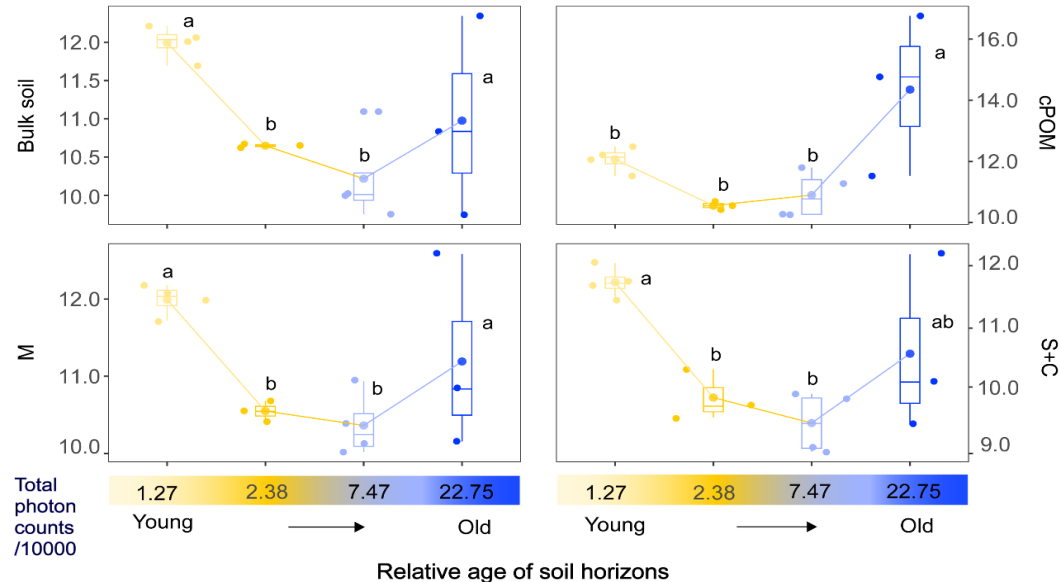 Bulk soil
12.0
11.0
10.5
10.0
a
b
b
a
cPOM
16.0
14.0
12.0
10.0
b
b
b
a
M
12.0
11.0
10.0
a
b
b
a
S+C
12.0
11.0
10.0
9.0
a
b
b
ab
Total
photon
counts
/10000
1.27 2.38 7.47 22.75
Young Old
1.27 2.38 7.47 22.75
Young Old
Relative age of soil horizons